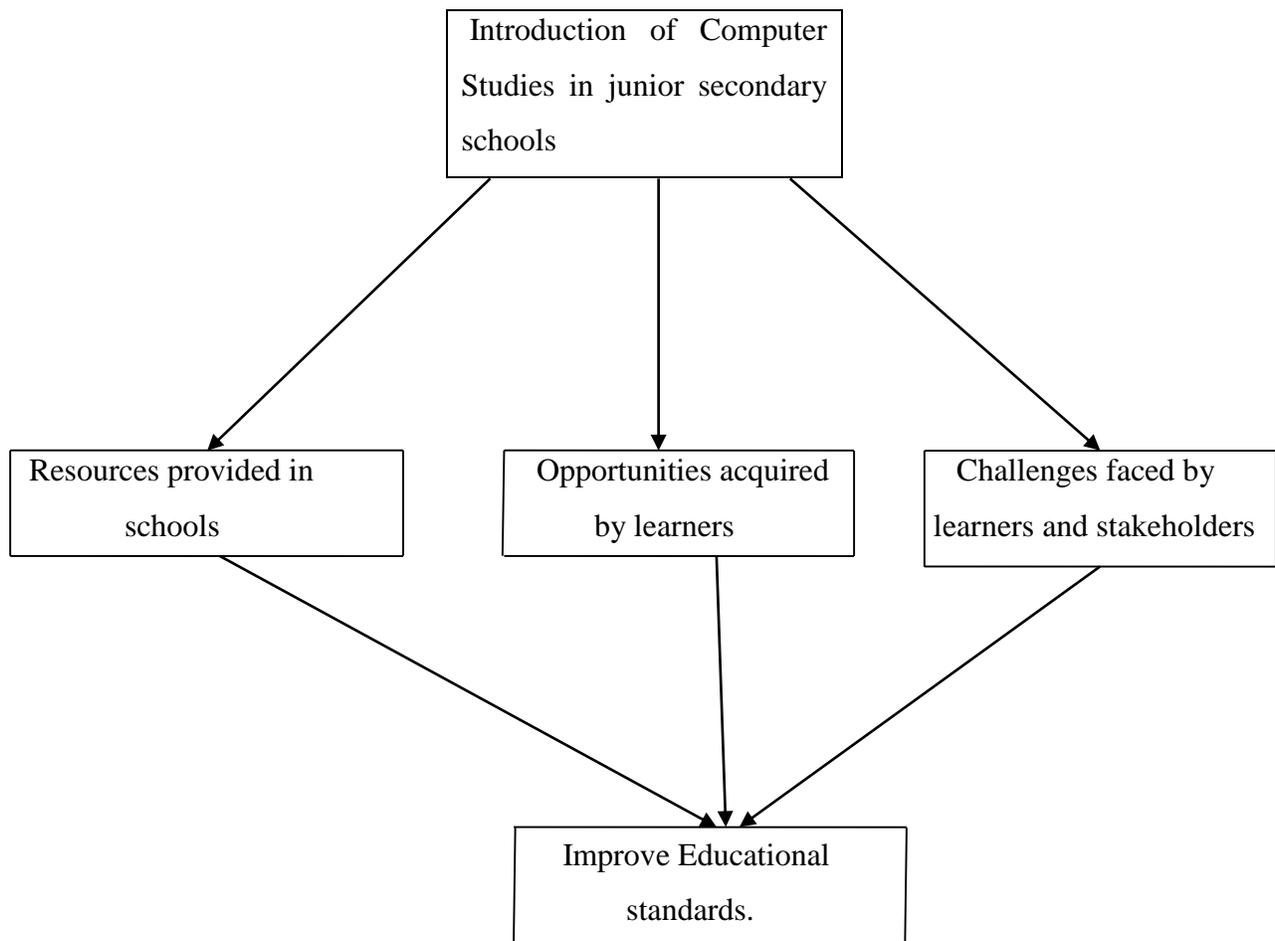 Introduction of Computer
Studies in junior secondary
schools
Resources provided in
schools
Opportunities acquired
by learners
Challenges faced by
learners and stakeholders
Improve Educational
standards.